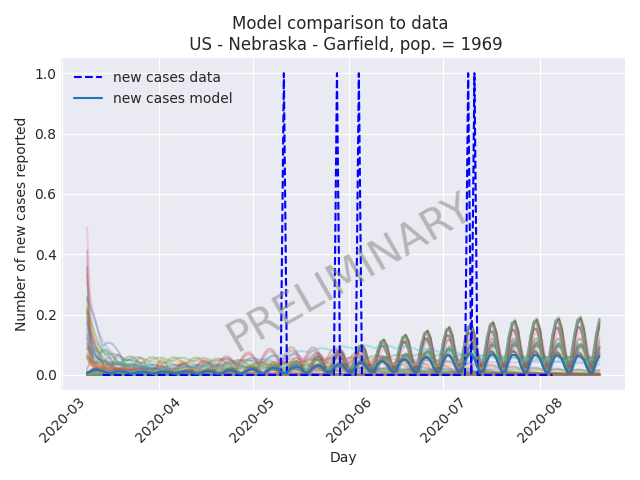 Model comparison to data
US - Nebraska - Garfield, pop. = 1969
new cases data
new cases model
PRELIMINARY
Number of new cases reported
1.0
0.8
0.6
0.4
0.2
0.0
2020-03
2020-04
2020-05
2020-06
2020-07
2020-08
Day